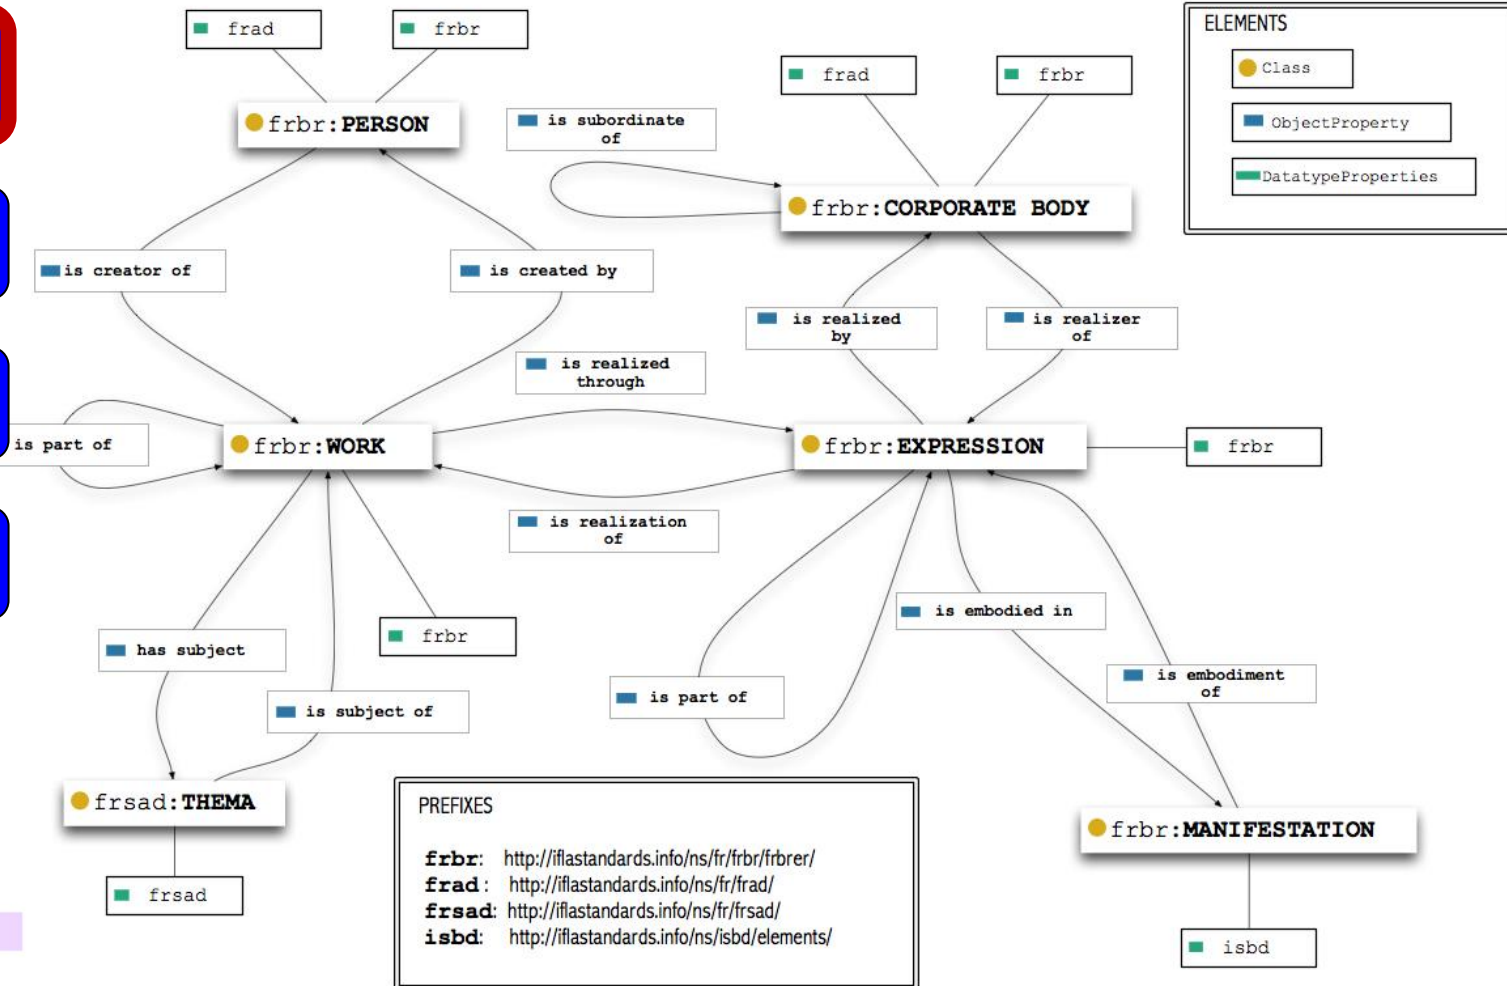 frad
frbr
ELEMENTS
frad
frbr
Class
frbr:PERSON
is subordinate
of
ObjectProperty
DatatypeProperties
frbr:CORPORATE BODY
is creator of
is created by
is realized
by
is realizer
of
is realized
through
is part of
frbr:WORK
frbr:EXPRESSION
frbr
is realization
of
is embodied in
has subject
frbr
is embodiment
of
is part of
is subject of
frsad:THEMA
PREFIXES
frbr:MANIFESTATION
frbr: http://iflastandards.info/ns/fr/frbr/frbrer/
frad: http://iflastandards.info/ns/fr/frad/
frsad: http://iflastandards.info/ns/fr/frsad/
isbd: http://iflastandards.info/ns/isbd/elements/
frsad
isbd